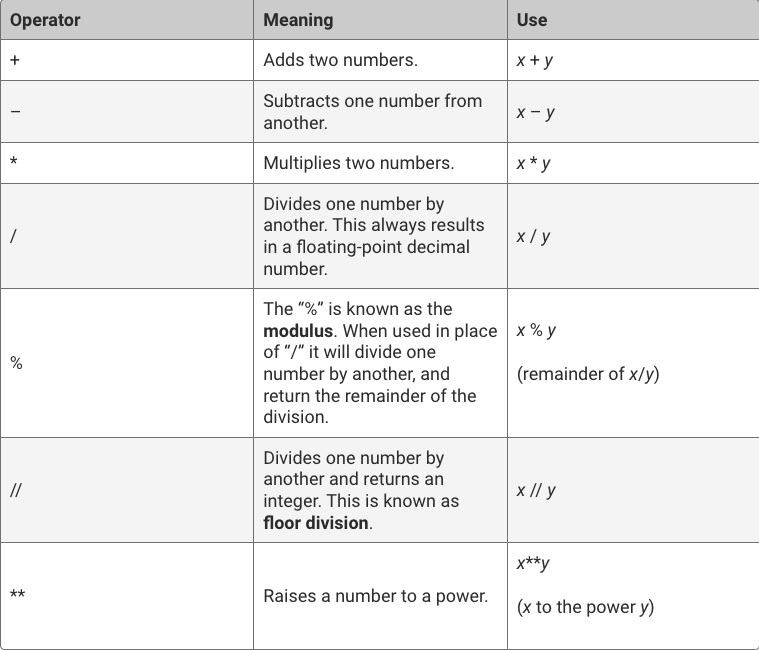 Operator Meaning Use
+ Adds two numbers. x + y
– Subtracts one number from
another. x – y
* Multiplies two numbers. x * y
/ Divides one number by
another. This always results
in a floating-point decimal
number. x / y
% The “%” is known as the
modulus. When used in place
of “/” it will divide one
number by another, and
return the remainder of the
division. x % y
(remainder of x/y)
// Divides one number by
another and returns an
integer. This is known as
floor division. x // y
** Raises a number to a power. x**y
(x to the power y)